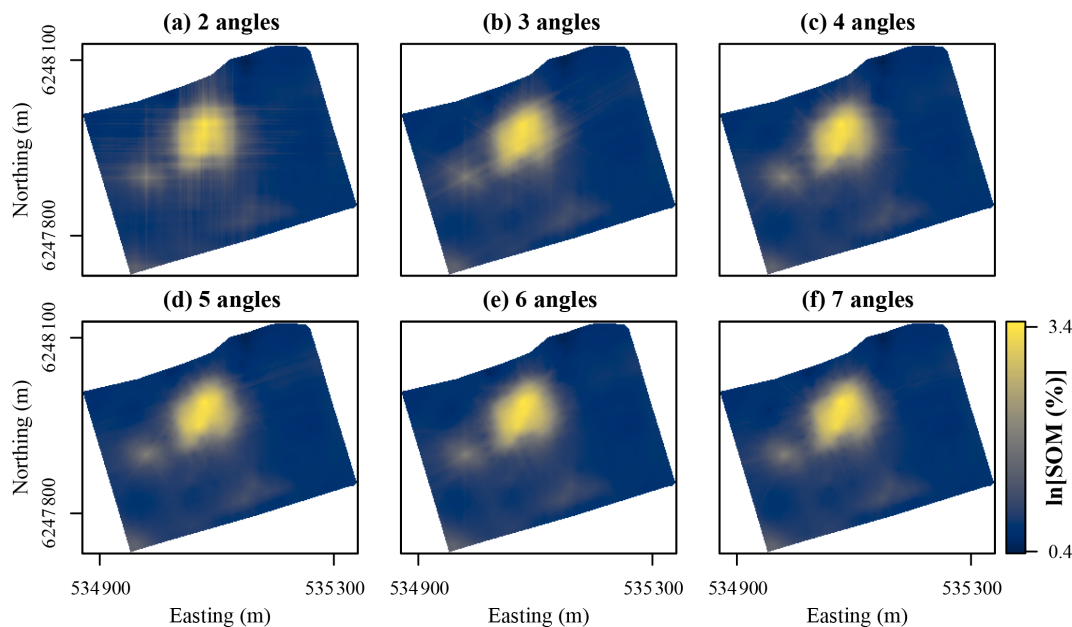 (a) 2 angles
(b) 3 angles
(c) 4 angles
6248100
6247800
Northing (m)
(d) 5 angles
(e) 6 angles
(f) 7 angles
6248100
6247800
Northing (m)
3.4
0.4
ln[SOM (%)]
534900
535300
534900
535300
534900
535300
Easting (m)
Easting (m)
Easting (m)